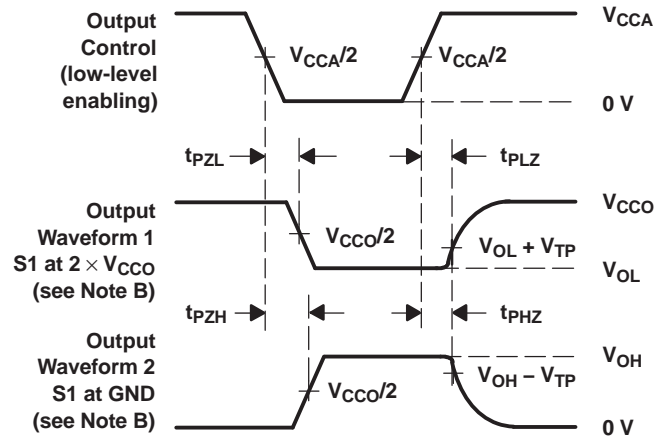 Output
Control
(low-level
enabling)
V_CCA/2
V_CCA/2
V_CCA
0 V
t_PZL
t_PLZ
Output
Waveform 1
S1 at 2 × V_CCO
(see Note B)
V_CCO/2
V_CCO
V_OL + V_TP
V_OL
t_PZH
t_PHZ
Output
Waveform 2
S1 at GND
(see Note B)
V_CCO/2
V_OH
V_OH − V_TP
0 V